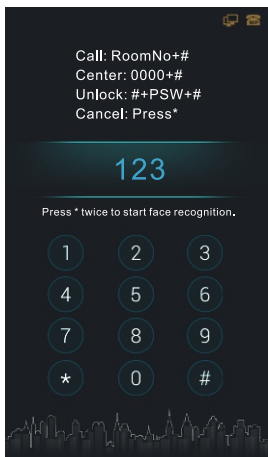 Call: RoomNo+#
Center: 0000+#
Unlock: #+PSW+#
Cancel: Press*
123
Press * twice to start face recognition.
1 2 3
4 5 6
7 8 9
* 0 #